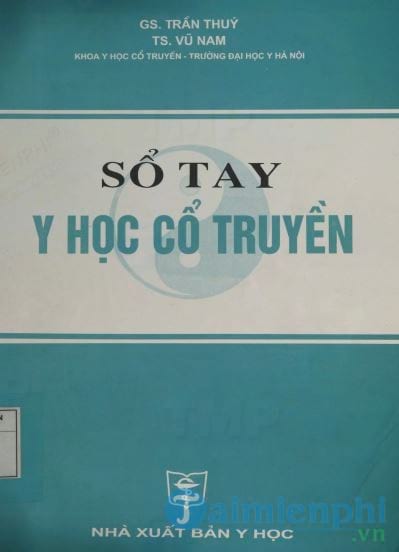 GS. TRẦN THUÝ
TS. VŨ NAM
KHOA Y HỌC CỔ TRUYỀN - TRƯỜNG ĐẠI HỌC Y HÀ NỘI
SỔ TAY
Y HỌC CỔ TRUYỀN
aimienphi
.vn
NHÀ XUẤT BẢN Y HỌC